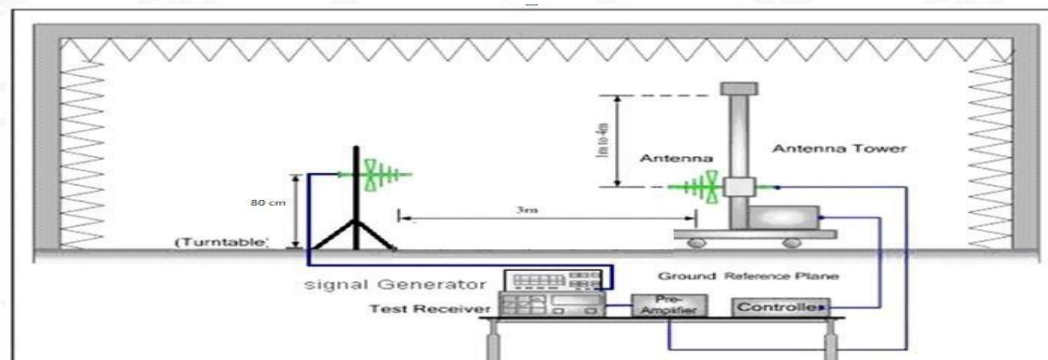 1m to 4m
Antenna
Antenna Tower
80 cm
3m
(Turntable)
Ground Reference Plane
signal Generator
Test Receiver
Pre-
Amplifier
Controller